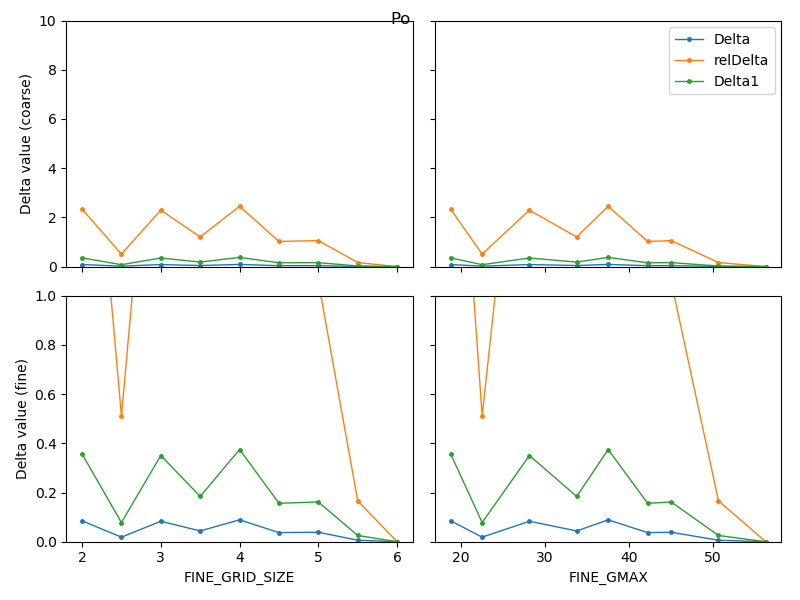 Po
10
8
6
4
2
0
Delta value (coarse)
Delta
relDelta
Delta1
1.0
0.8
0.6
0.4
0.2
0.0
Delta value (fine)
2 3 4 5 6
FINE_GRID_SIZE
20 30 40 50
FINE_GMAX